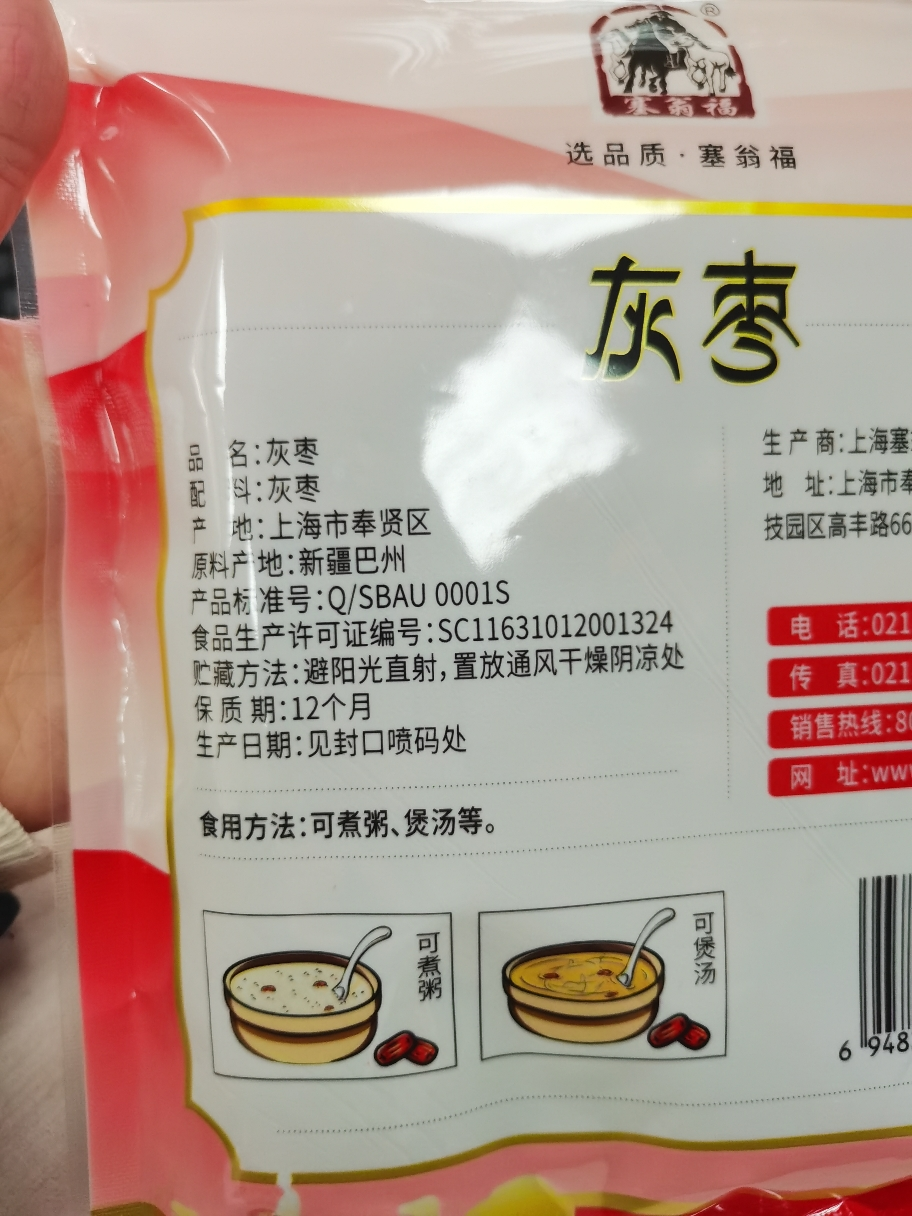 塞翁福
®
选品质·塞翁福
灰枣
品 名:灰枣
配 料:灰枣
产 地:上海市奉贤区
原料产地:新疆巴州
产品标准号:Q/SBAU 0001S
食品生产许可证编号:SC11631012001324
贮藏方法:避阳光直射,置放通风干燥阴凉处
保质期:12个月
生产日期:见封口喷码处
食用方法:可煮粥、煲汤等。
生产商:上海塞
地 址:上海市奉
技园区高丰路66
电 话:021
传 真:021
销售热线:80
网 址:www
可煮粥
可煲汤
6 948